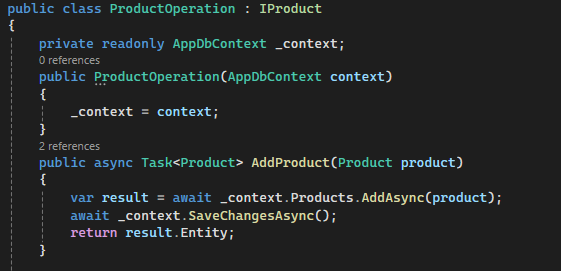 public class ProductOperation : IProduct
{
private readonly AppDbContext _context;
0 references
public ProductOperation(AppDbContext context)
{
_context = context;
}
2 references
public async Task<Product> AddProduct(Product product)
{
var result = await _context.Products.AddAsync(product);
await _context.SaveChangesAsync();
return result.Entity;
}